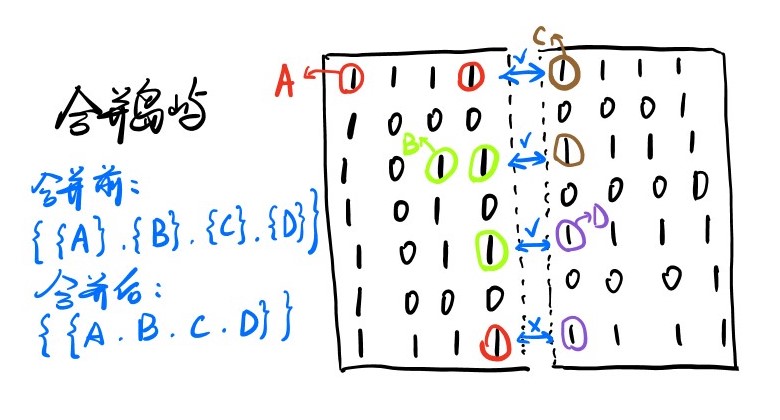 合并岛屿
合并前：
{{A}.{B}.{C}.{D}}
合并后：
{{A.B.C.D}}
C
A 1 1 1 1 ✓ 1 1 1 1
1 0 0 0 0 0 0 1
B
1 0 1 1 ✓ 1 1 1 1
1 0 1 0 0 0 0 0
D
1 0 1 1 ✓ 1 1 1 1
1 0 0 0 0 0 0 1
1 1 1 1 × 1 1 1 1